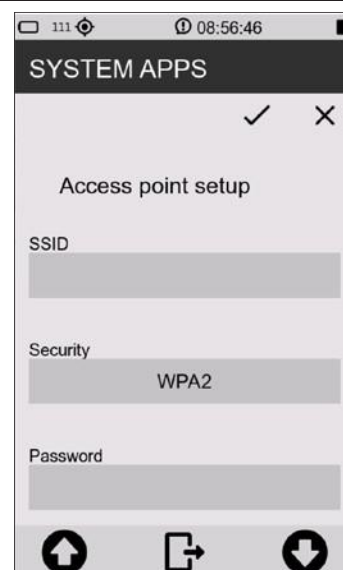 111 08:56:46
SYSTEM APPS
Access point setup
SSID
Security
WPA2
Password